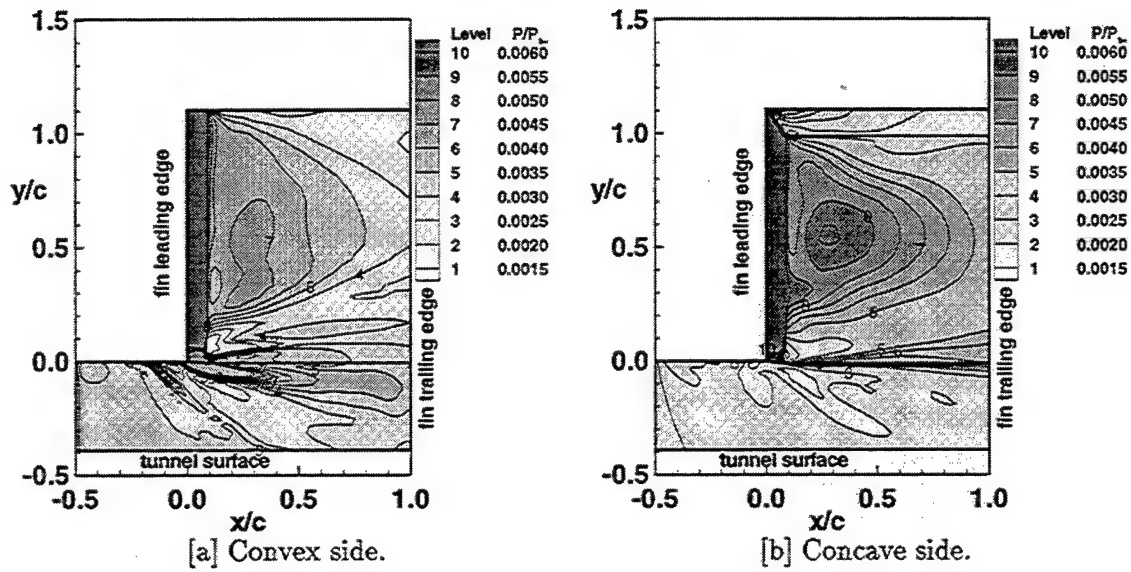 1.5
1.0
0.5
0.0
-0.5
y/c
-0.5 0.0 0.5 1.0
x/c
fin leading edge
fin trailing edge
tunnel surface
Level
10 0.0060
9 0.0055
8 0.0050
7 0.0045
6 0.0040
5 0.0035
4 0.0030
3 0.0025
2 0.0020
1 0.0015
[a] Convex side.
1.5
1.0
0.5
0.0
-0.5
y/c
-0.5 0.0 0.5 1.0
x/c
fin leading edge
fin trailing edge
tunnel surface
Level
10 0.0060
9 0.0055
8 0.0050
7 0.0045
6 0.0040
5 0.0035
4 0.0030
3 0.0025
2 0.0020
1 0.0015
[b] Concave side.